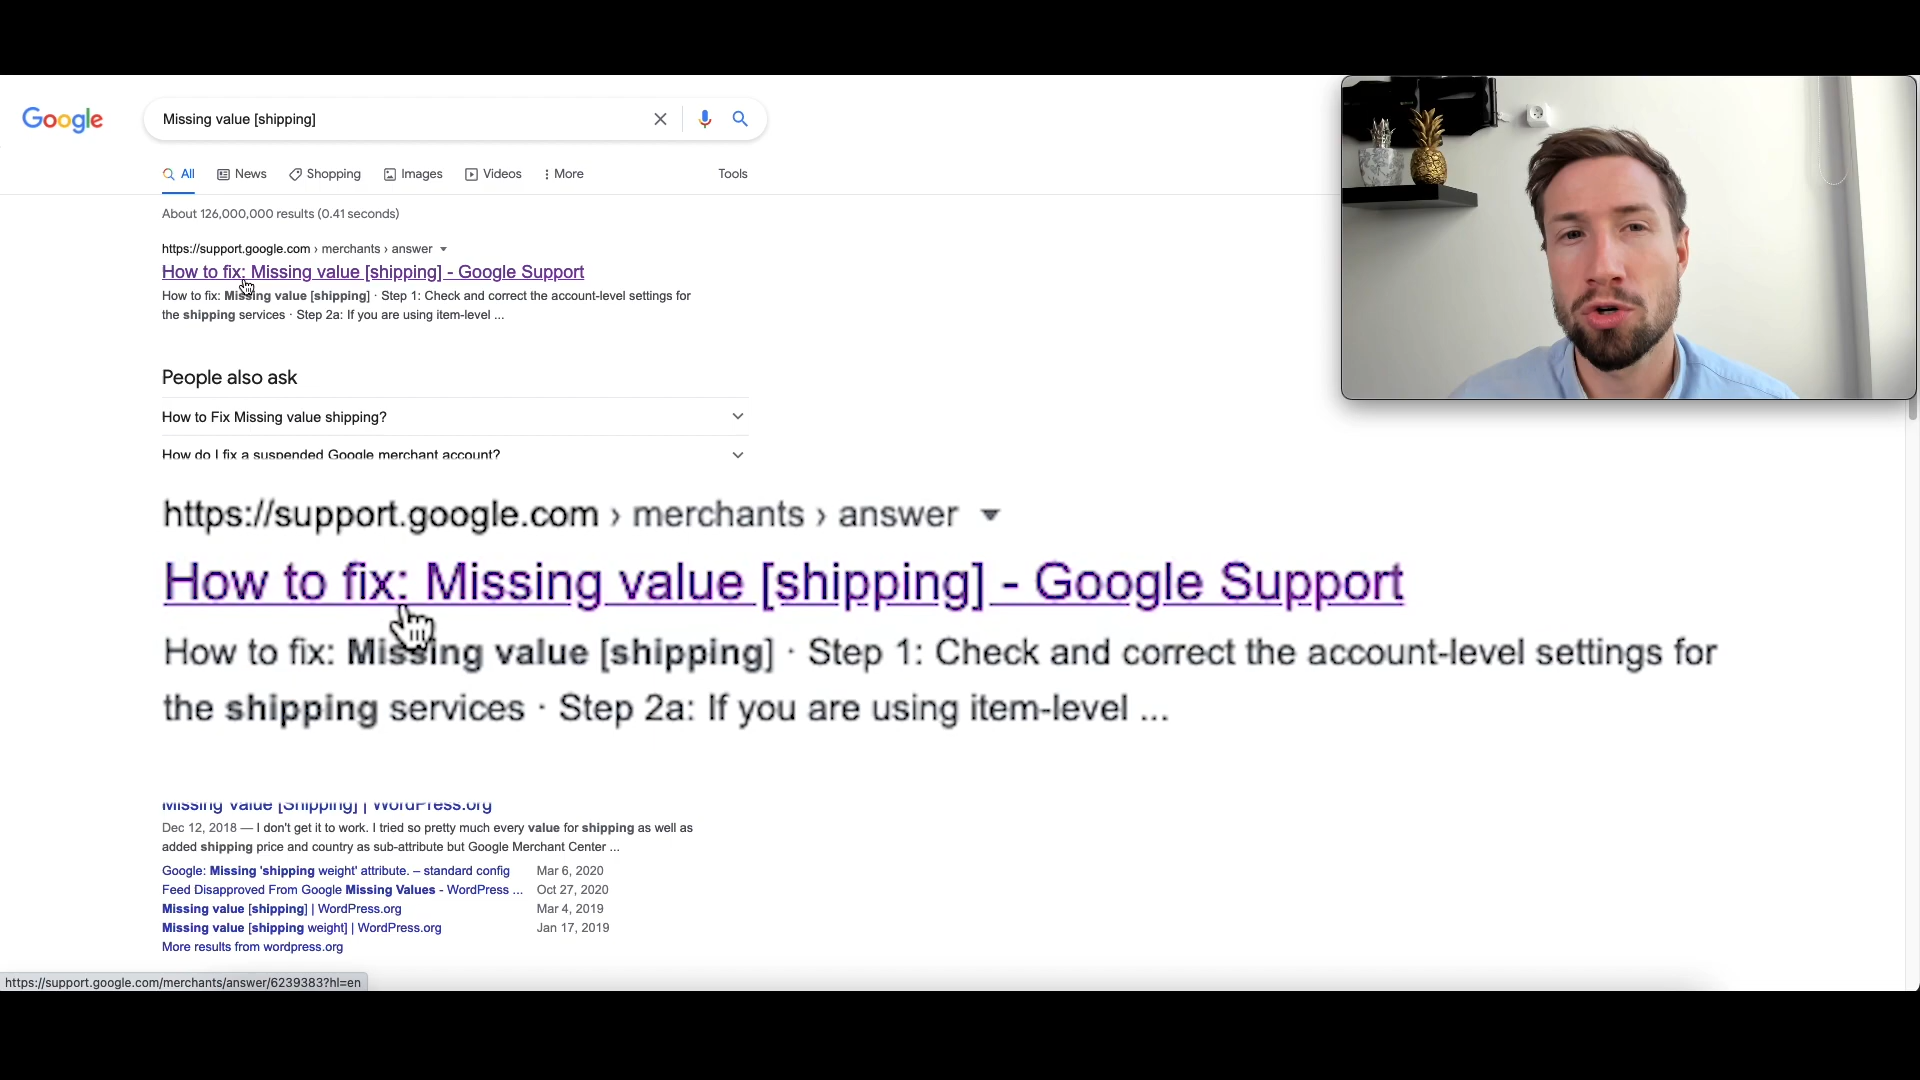 Google
Missing value [shipping]
All
News
Shopping
Images
Videos
More
Tools
About 126,000,000 results (0.41 seconds)
https://support.google.com › merchants › answer
How to fix: Missing value [shipping] - Google Support
How to fix: Missing value [shipping] · Step 1: Check and correct the account-level settings for
the shipping services · Step 2a: If you are using item-level ...
People also ask
How to Fix Missing value shipping?
How do I fix a suspended Google merchant account?
https://support.google.com › merchants › answer
How to fix: Missing value [shipping] - Google Support
How to fix: Missing value [shipping] · Step 1: Check and correct the account-level settings for
the shipping services · Step 2a: If you are using item-level ...
Missing value [Shipping] | WordPress.org
Dec 12, 2018 — I don't get it to work. I tried so pretty much every value for shipping as well as
added shipping price and country as sub-attribute but Google Merchant Center ...
Google: Missing 'shipping weight' attribute. – standard config Mar 6, 2020
Feed Disapproved From Google Missing Values - WordPress ... Oct 27, 2020
Missing value [shipping] | WordPress.org Mar 4, 2019
Missing value [shipping weight] | WordPress.org Jan 17, 2019
More results from wordpress.org
https://support.google.com/merchants/answer/6239383?hl=en